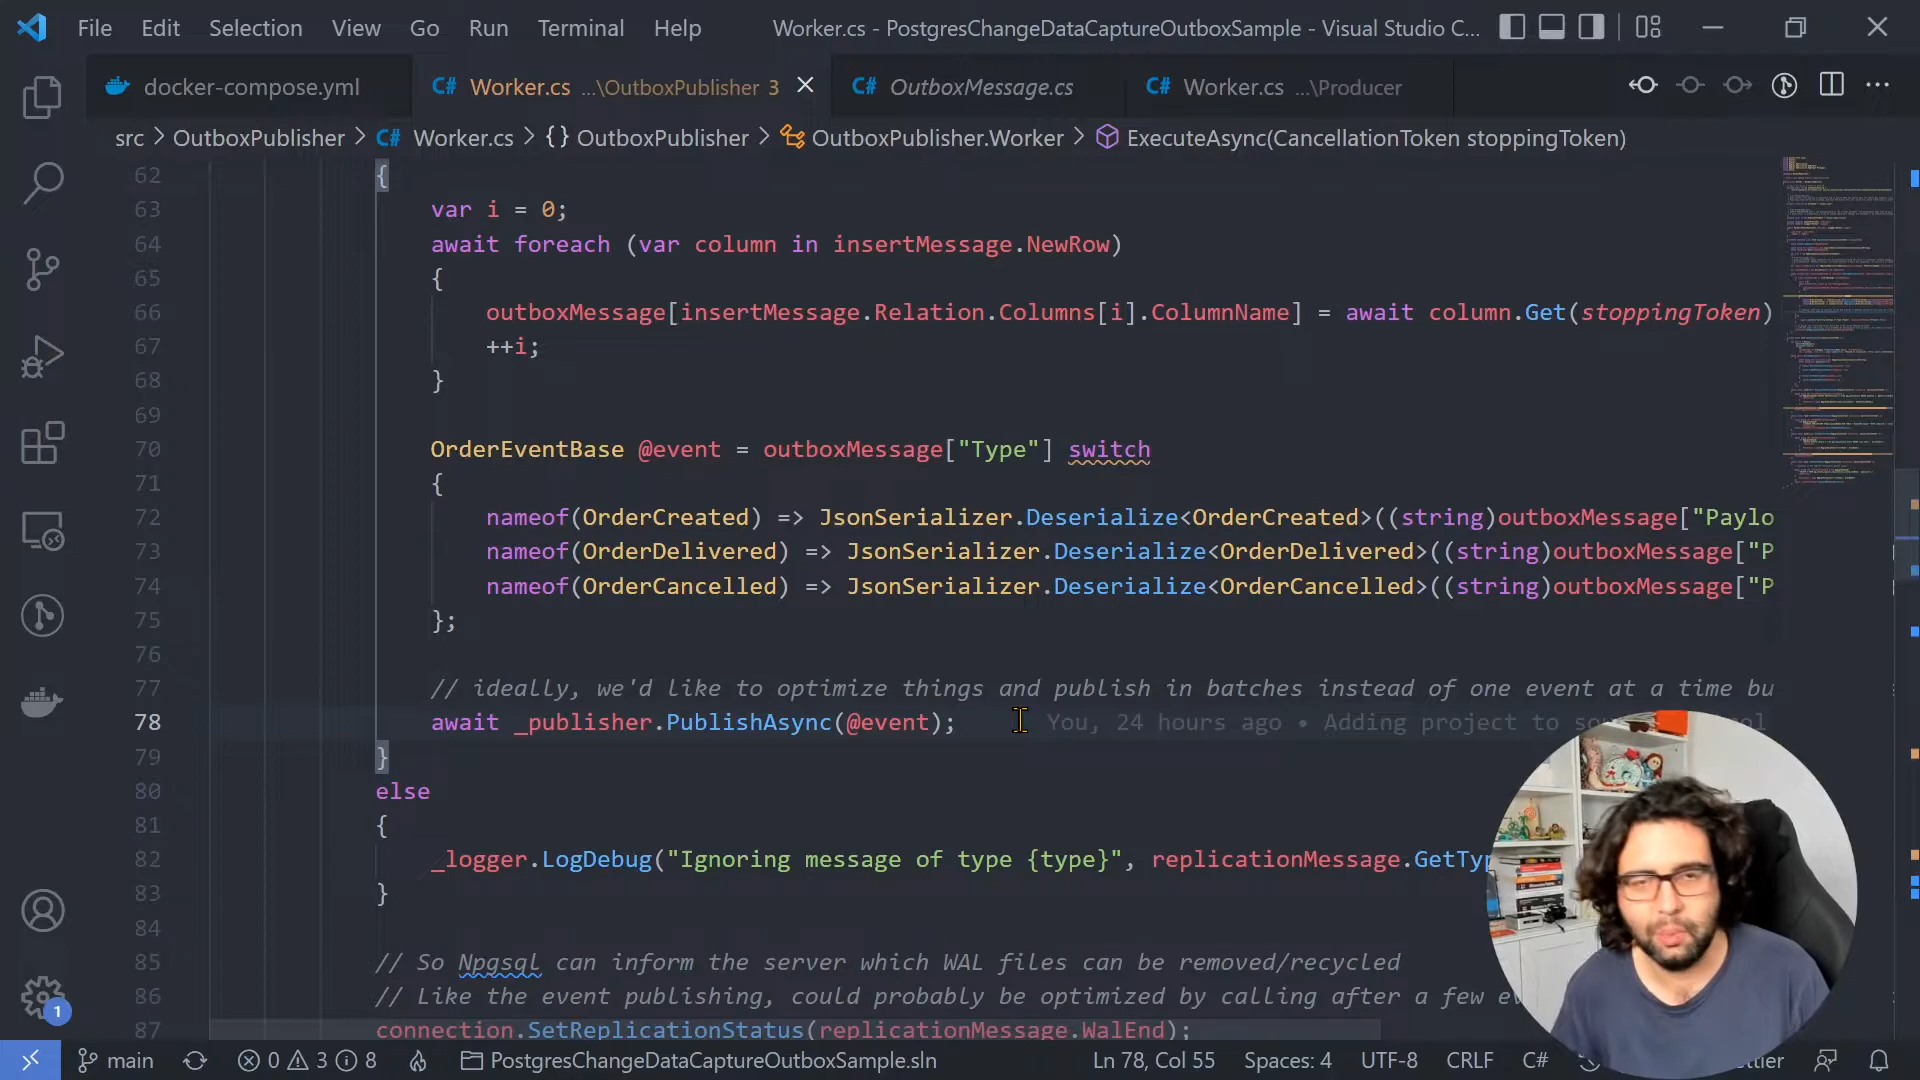 File Edit Selection View Go Run Terminal Help Worker.cs - PostgresChangeDataCaptureOutboxSample - Visual Studio C...
docker-compose.yml C# Worker.cs ...\OutboxPublisher 3 C# OutboxMessage.cs C# Worker.cs ...\Producer
src > OutboxPublisher > C# Worker.cs > {} OutboxPublisher > OutboxPublisher.Worker > ExecuteAsync(CancellationToken stoppingToken)
62 {
63 var i = 0;
64 await foreach (var column in insertMessage.NewRow)
65 {
66 outboxMessage[insertMessage.Relation.Columns[i].ColumnName] = await column.Get(stoppingToken)
67 ++i;
68 }
69
70 OrderEventBase @event = outboxMessage["Type"] switch
71 {
72 nameof(OrderCreated) => JsonSerializer.Deserialize<OrderCreated>((string)outboxMessage["Paylo
73 nameof(OrderDelivered) => JsonSerializer.Deserialize<OrderDelivered>((string)outboxMessage["P
74 nameof(OrderCancelled) => JsonSerializer.Deserialize<OrderCancelled>((string)outboxMessage["P
75 };
76
77 // ideally, we'd like to optimize things and publish in batches instead of one event at a time bu
78 await _publisher.PublishAsync(@event); You, 24 hours ago • Adding project to
79 }
80 else
81 {
82 _logger.LogDebug("Ignoring message of type {type}", replicationMessage.GetTyp
83 }
84
85 // So Npgsql can inform the server which WAL files can be removed/recycled
86 // Like the event publishing, could probably be optimized by calling after a few ev
87 connection.SetReplicationStatus(replicationMessage.WalEnd);
1
main 0 3 8 PostgresChangeDataCaptureOutboxSample.sln Ln 78, Col 55 Spaces: 4 UTF-8 CRLF C#